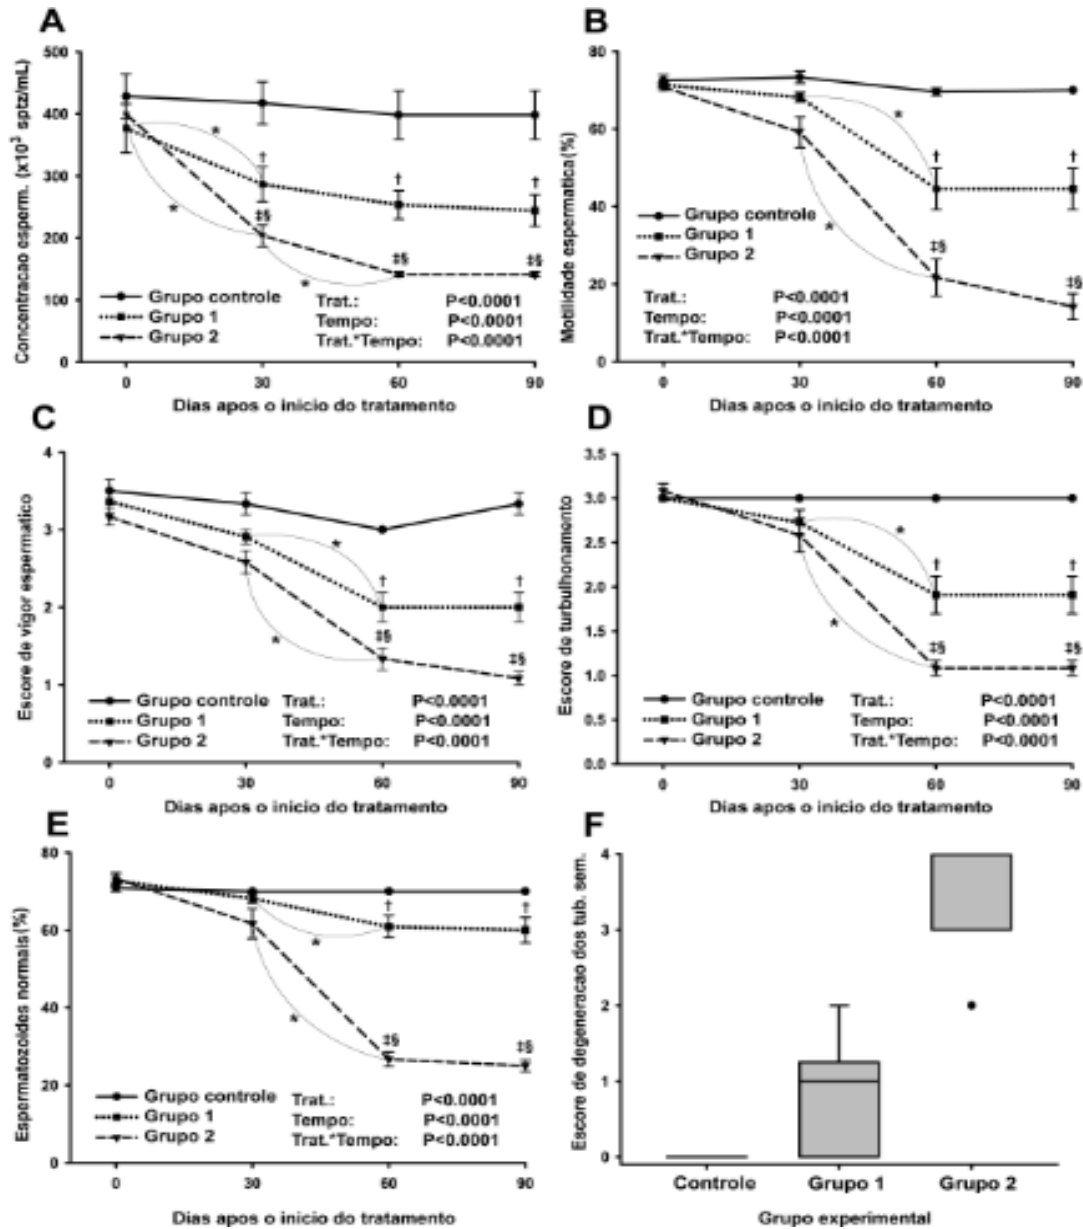 A
Concentracao esperm. (x10³ sptz/mL)
500
400
300
200
100
0
*
*
*
†
†
†
‡§
‡§
‡§
Grupo controle
Grupo 1
Grupo 2
Trat.: P<0.0001
Tempo: P<0.0001
Trat.*Tempo: P<0.0001
0 30 60 90
Dias apos o inicio do tratamento
B
Motilidade espermatica (%)
80
60
40
20
0
*
*
†
†
‡§
‡§
Grupo controle
Grupo 1
Grupo 2
Trat.: P<0.0001
Tempo: P<0.0001
Trat.*Tempo: P<0.0001
0 30 60 90
Dias apos o inicio do tratamento
C
Escore de vigor espermatico
4
3
2
1
0
*
*
†
†
‡§
‡§
Grupo controle
Grupo 1
Grupo 2
Trat.: P<0.0001
Tempo: P<0.0001
Trat.*Tempo: P<0.0001
0 30 60 90
Dias apos o inicio do tratamento
D
Escore de turbulhonamento
3.5
3.0
2.5
2.0
1.5
1.0
0.5
0.0
*
*
†
†
‡§
‡§
Grupo controle
Grupo 1
Grupo 2
Trat.: P<0.0001
Tempo: P<0.0001
Trat.*Tempo: P<0.0001
0 30 60 90
Dias apos o inicio do tratamento
E
Espermatozoides normais (%)
80
60
40
20
0
*
*
†
†
‡§
‡§
Grupo controle
Grupo 1
Grupo 2
Trat.: P<0.0001
Tempo: P<0.0001
Trat.*Tempo: P<0.0001
0 30 60 90
Dias apos o inicio do tratamento
F
Escore de degeneracao dos tub. sem.
4
3
2
1
0
Controle Grupo 1 Grupo 2
Grupo experimental